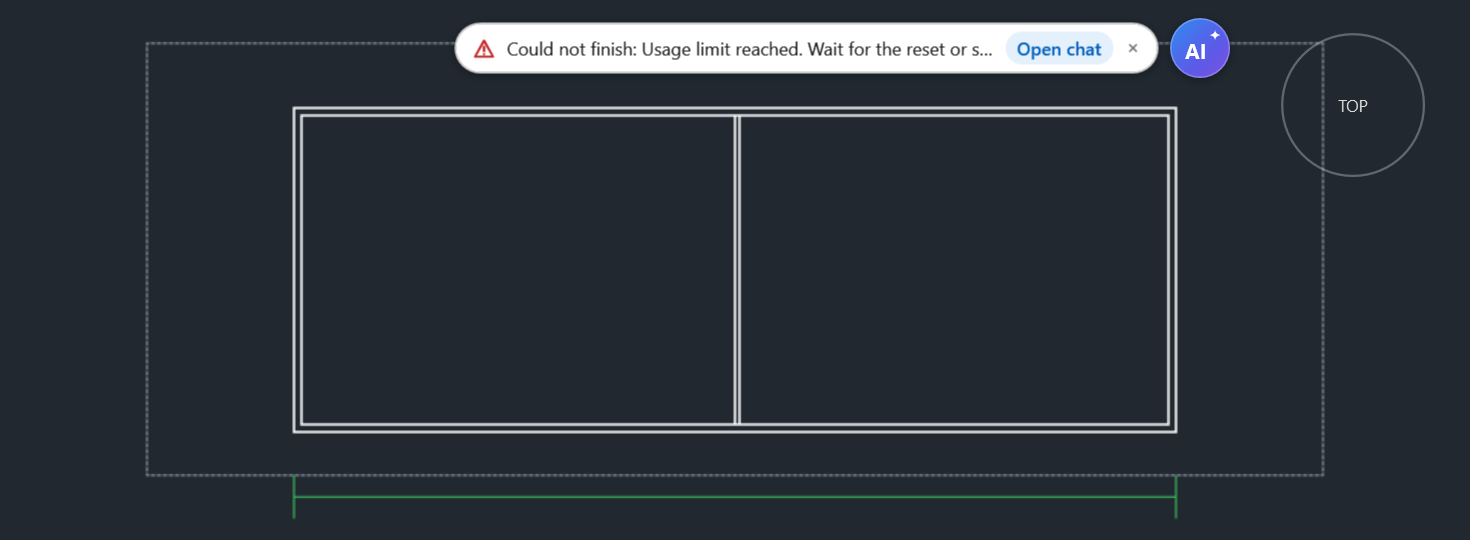 Could not finish: Usage limit reached. Wait for the reset or s... Open chat ×
AI
TOP